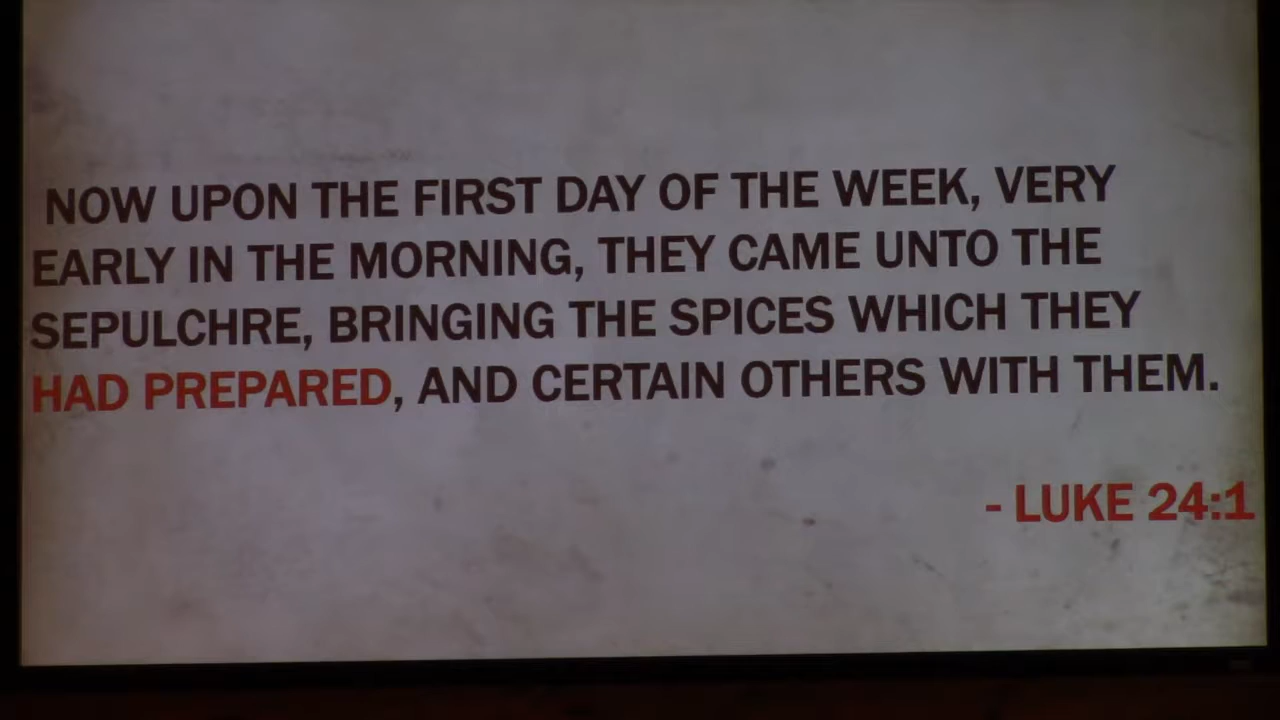 NOW UPON THE FIRST DAY OF THE WEEK, VERY
EARLY IN THE MORNING, THEY CAME UNTO THE
SEPULCHRE, BRINGING THE SPICES WHICH THEY
HAD PREPARED, AND CERTAIN OTHERS WITH THEM.
- LUKE 24:1